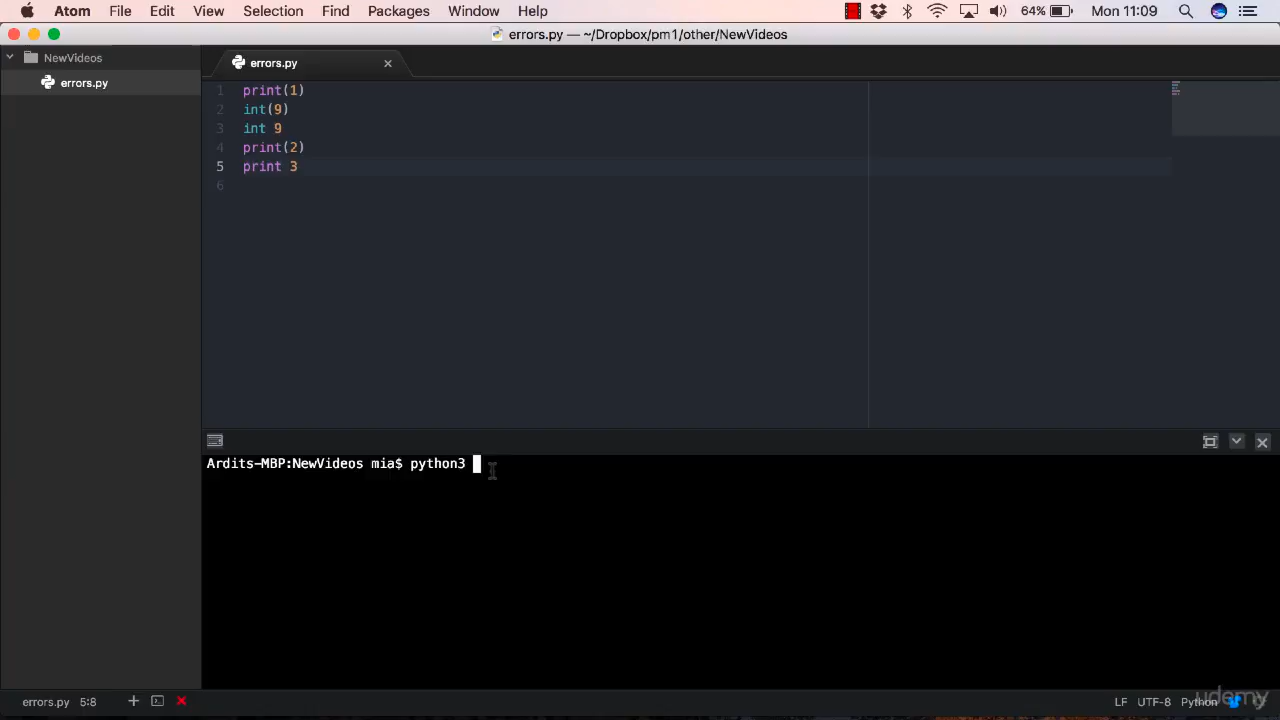 Atom File Edit View Selection Find Packages Window Help 64% Mon 11:09
errors.py — ~/Dropbox/pm1/other/NewVideos
NewVideos
errors.py
errors.py
1 print(1)
2 int(9)
3 int 9
4 print(2)
5 print 3
6
Ardits-MBP:NewVideos mia$ python3
errors.py 5:8 LF UTF-8 Python
udemy